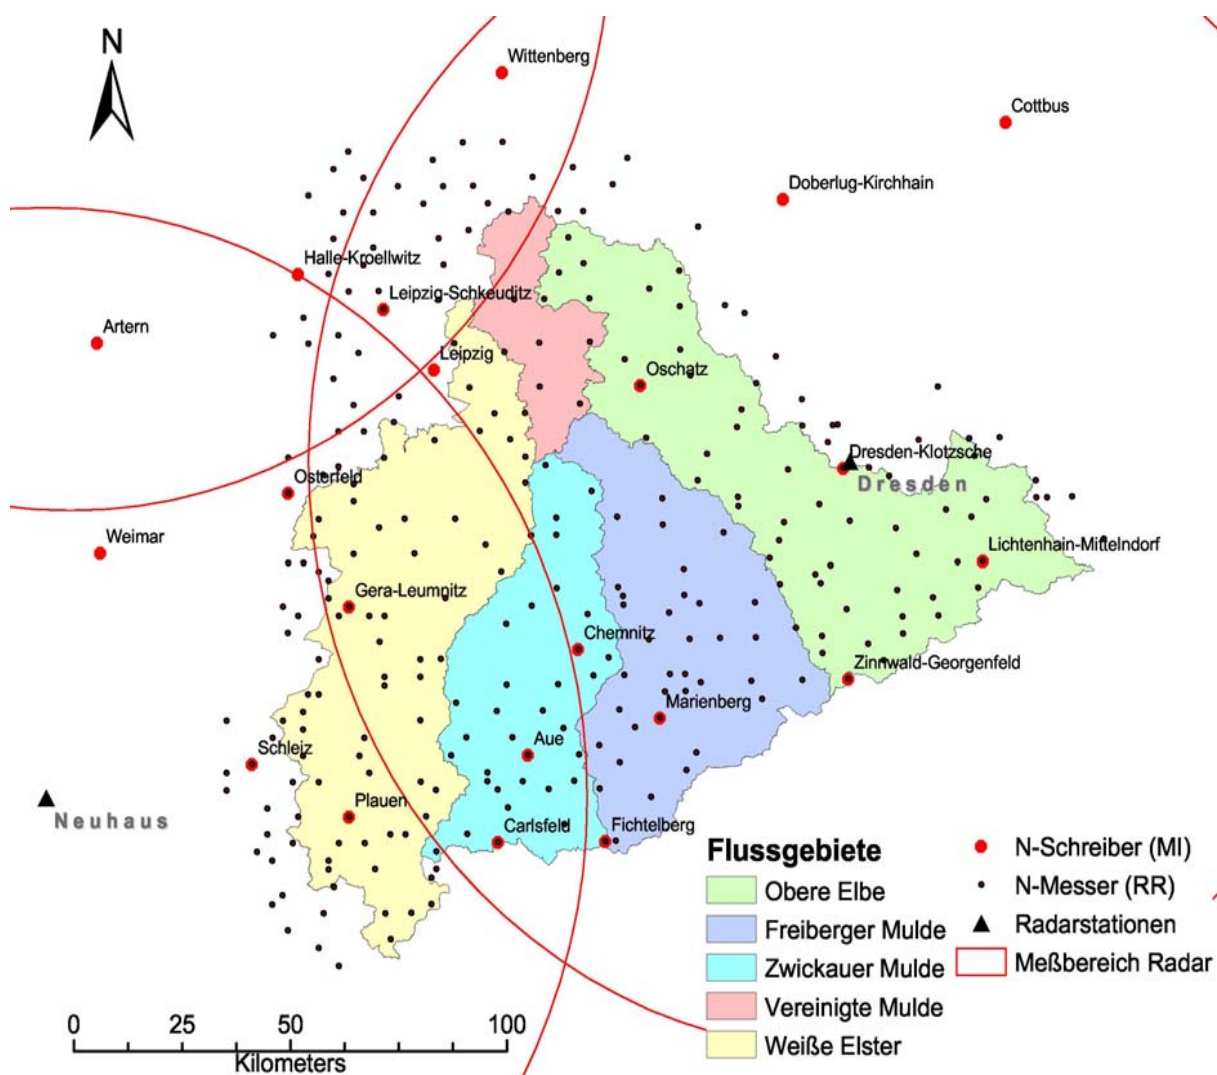 N
Wittenberg
Cottbus
Doberlug-Kirchhain
Halle-Kroellwitz
Leipzig-Schkeuditz
Artern
Leipzig
Oschatz
Dresden-Klotzsche
Dresden
Osterfeld
Weimar
Lichtenhain-Mittelndorf
Gera-Leumnitz
Chemnitz
Zinnwald-Georgenfeld
Marienberg
Schleiz
Aue
Neuhaus
Plauen
Carlsfeld
Fichtelberg
Flussgebiete
Obere Elbe
Freiberger Mulde
Zwickauer Mulde
Vereinigte Mulde
Weiße Elster
N-Schreiber (MI)
N-Messer (RR)
Radarstationen
Meßbereich Radar
0 25 50 100
Kilometers